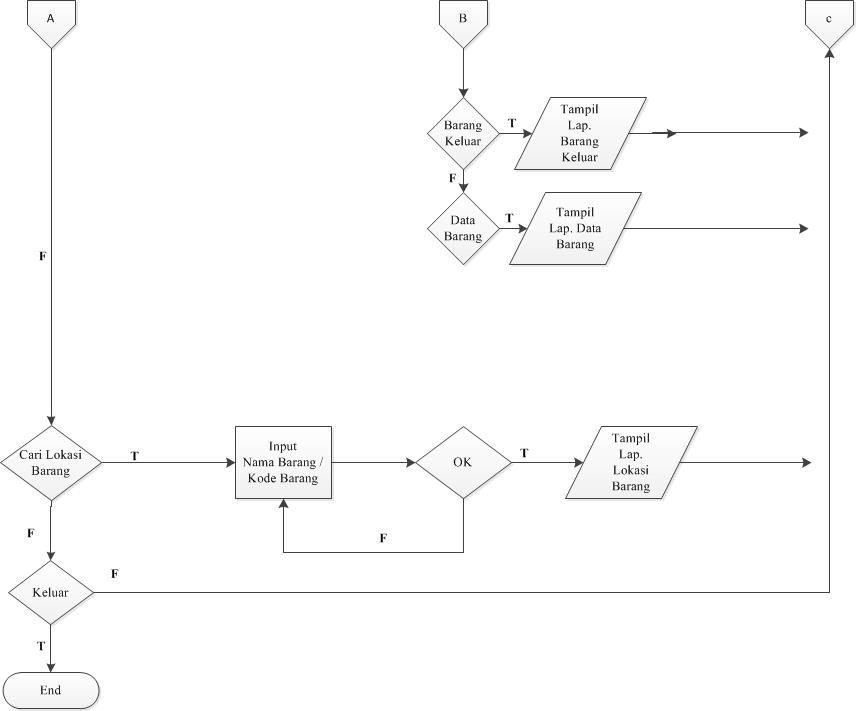 A
B
c
Barang
Keluar
T
Tampil
Lap.
Barang
Keluar
F
Data
Barang
T
Tampil
Lap. Data
Barang
F
Cari Lokasi
Barang
T
Input
Nama Barang /
Kode Barang
OK
T
Tampil
Lap.
Lokasi
Barang
F
F
Keluar
F
T
End